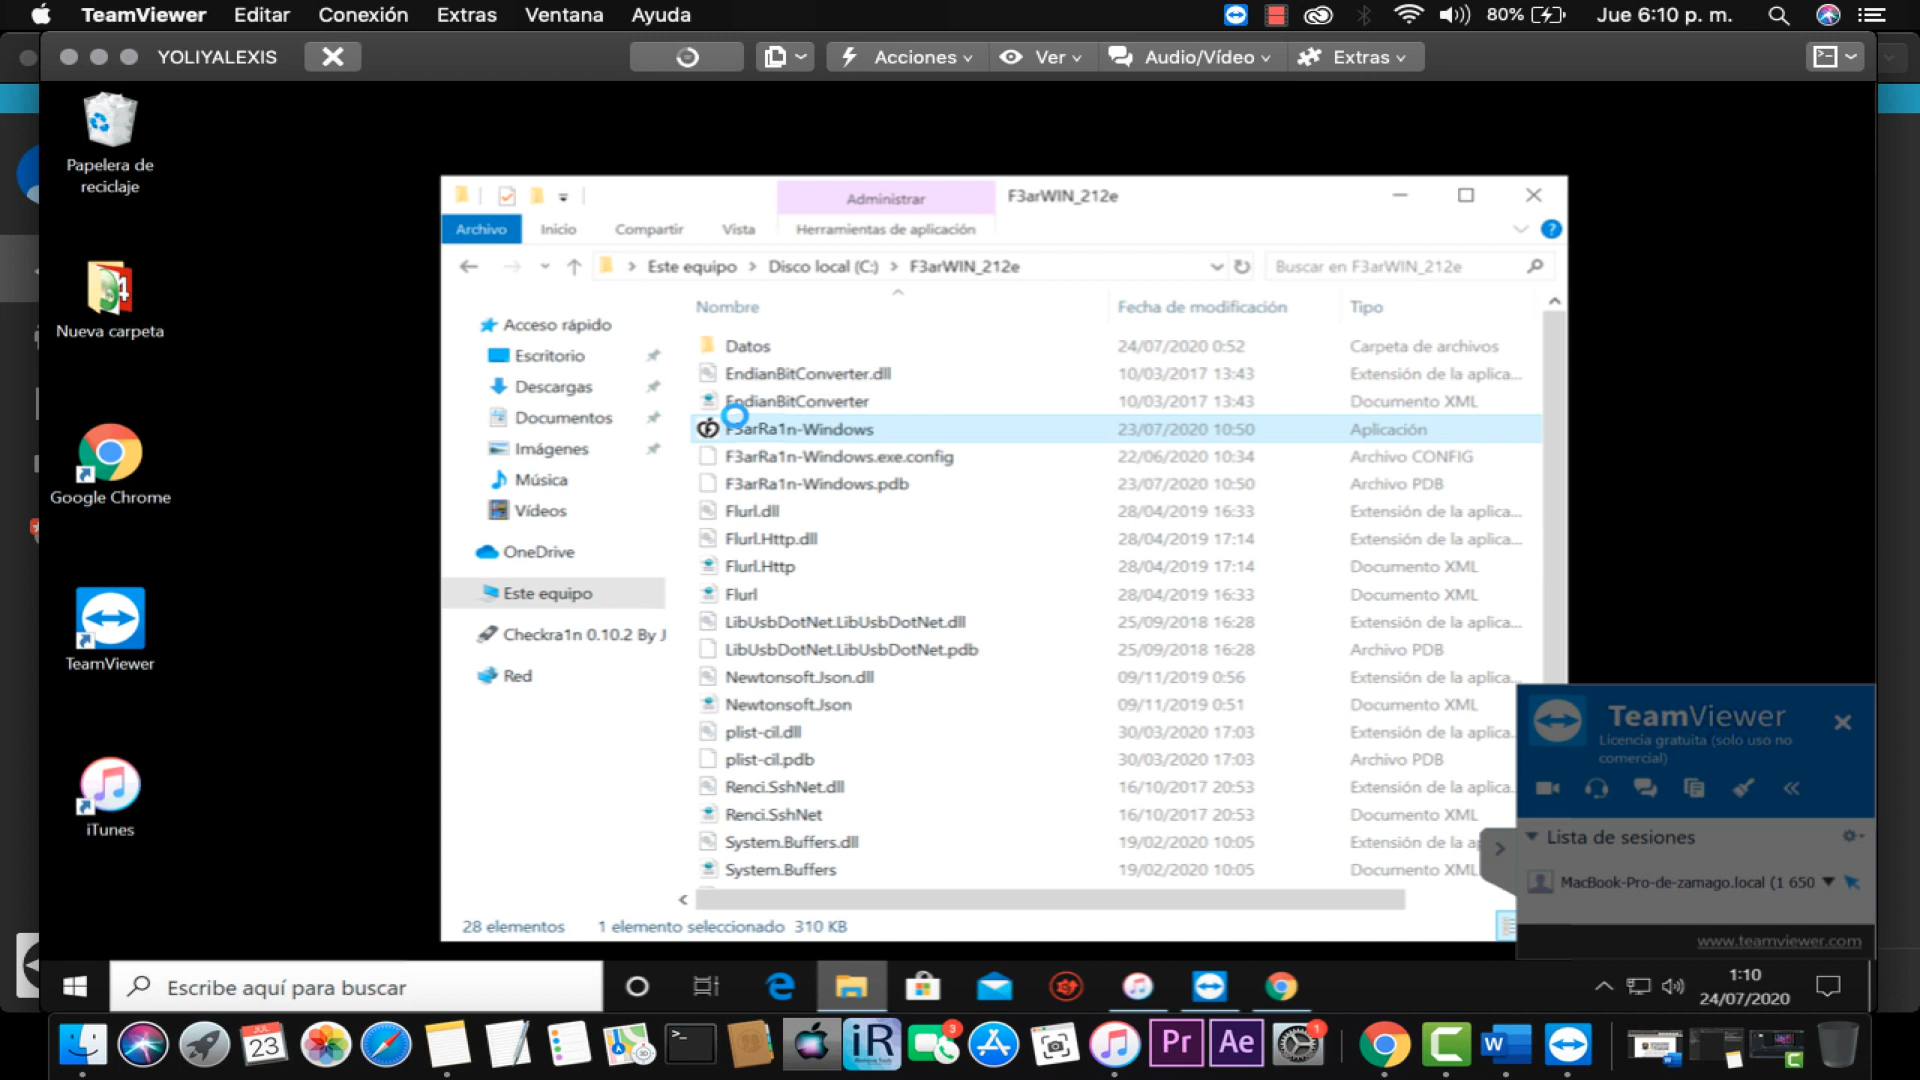 TeamViewer Editar Conexión Extras Ventana Ayuda 80% Jue 6:10 p. m.
YOLIYALEXIS Acciones Ver Audio/Vídeo Extras
Papelera de
reciclaje
Nueva carpeta
Google Chrome
TeamViewer
iTunes
Administrar F3arWIN_212e
Archivo Inicio Compartir Vista Herramientas de aplicación
Este equipo Disco local (C:) F3arWIN_212e Buscar en F3arWIN_212e
Acceso rápido
Escritorio
Descargas
Documentos
Imágenes
Música
Vídeos
OneDrive
Este equipo
Checkra1n 0.10.2 By J
Red
Nombre Fecha de modificación Tipo
Datos 24/07/2020 0:52 Carpeta de archivos
EndianBitConverter.dll 10/03/2017 13:43 Extensión de la aplica...
EndianBitConverter 10/03/2017 13:43 Documento XML
F3arRa1n-Windows 23/07/2020 10:50 Aplicación
F3arRa1n-Windows.exe.config 22/06/2020 10:34 Archivo CONFIG
F3arRa1n-Windows.pdb 23/07/2020 10:50 Archivo PDB
Flurl.dll 28/04/2019 16:33 Extensión de la aplica...
Flurl.Http.dll 28/04/2019 17:14 Extensión de la aplica...
Flurl.Http 28/04/2019 17:14 Documento XML
Flurl 28/04/2019 16:33 Documento XML
LibUsbDotNet.LibUsbDotNet.dll 25/09/2018 16:28 Extensión de la aplica...
LibUsbDotNet.LibUsbDotNet.pdb 25/09/2018 16:28 Archivo PDB
Newtonsoft.Json.dll 09/11/2019 0:56 Extensión de la aplica...
Newtonsoft.Json 09/11/2019 0:51 Documento XML
plist-cil.dll 30/03/2020 17:03 Extensión de la aplica.
plist-cil.pdb 30/03/2020 17:03 Archivo PDB
Renci.SshNet.dll 16/10/2017 20:53 Extensión de la aplica.
Renci.SshNet 16/10/2017 20:53 Documento XML
System.Buffers.dll 19/02/2020 10:05 Extensión de la ap
System.Buffers 19/02/2020 10:05 Documento XML
28 elementos 1 elemento seleccionado 310 KB
TeamViewer
Licencia gratuita (solo uso no
comercial)
Lista de sesiones
MacBook-Pro-de-zamago.local (1 650
www.teamviewer.com
Escribe aquí para buscar
1:10
24/07/2020
JUL
23
iR
3
Pr
Ae
1
W